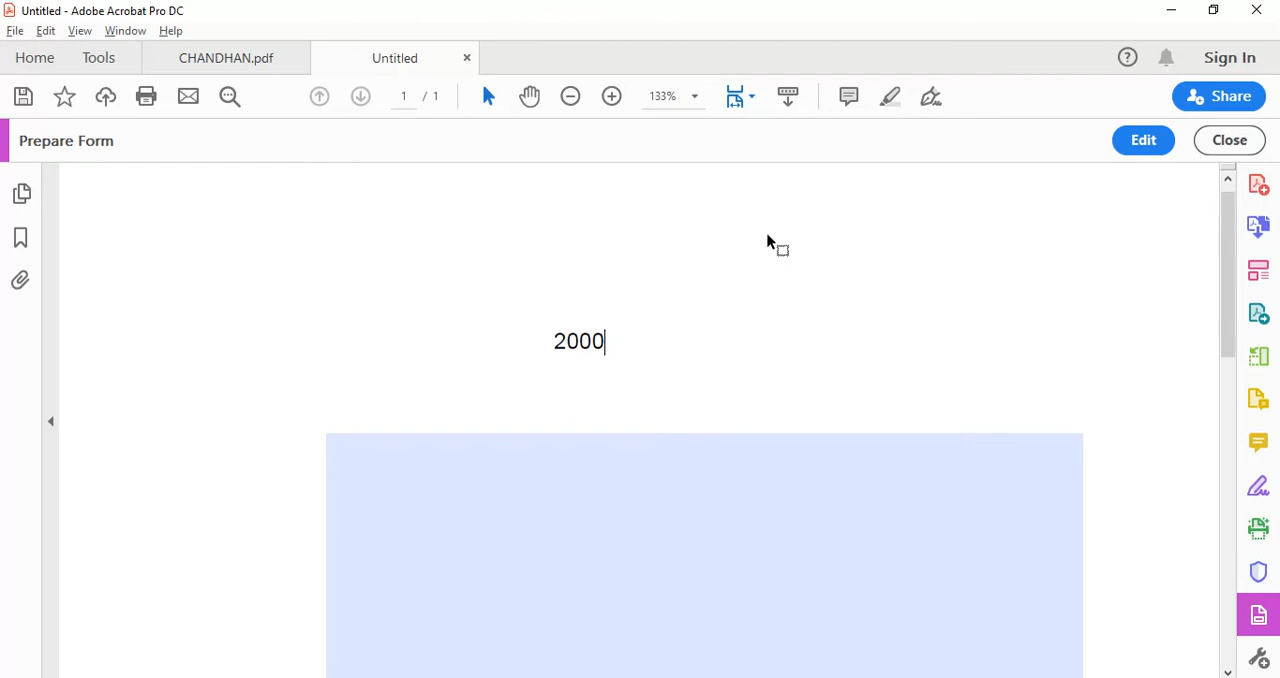 Untitled - Adobe Acrobat Pro DC
File Edit View Window Help
Home Tools CHANDHAN.pdf Untitled × Sign In
1 / 1 133% Share
Prepare Form Edit Close
2000